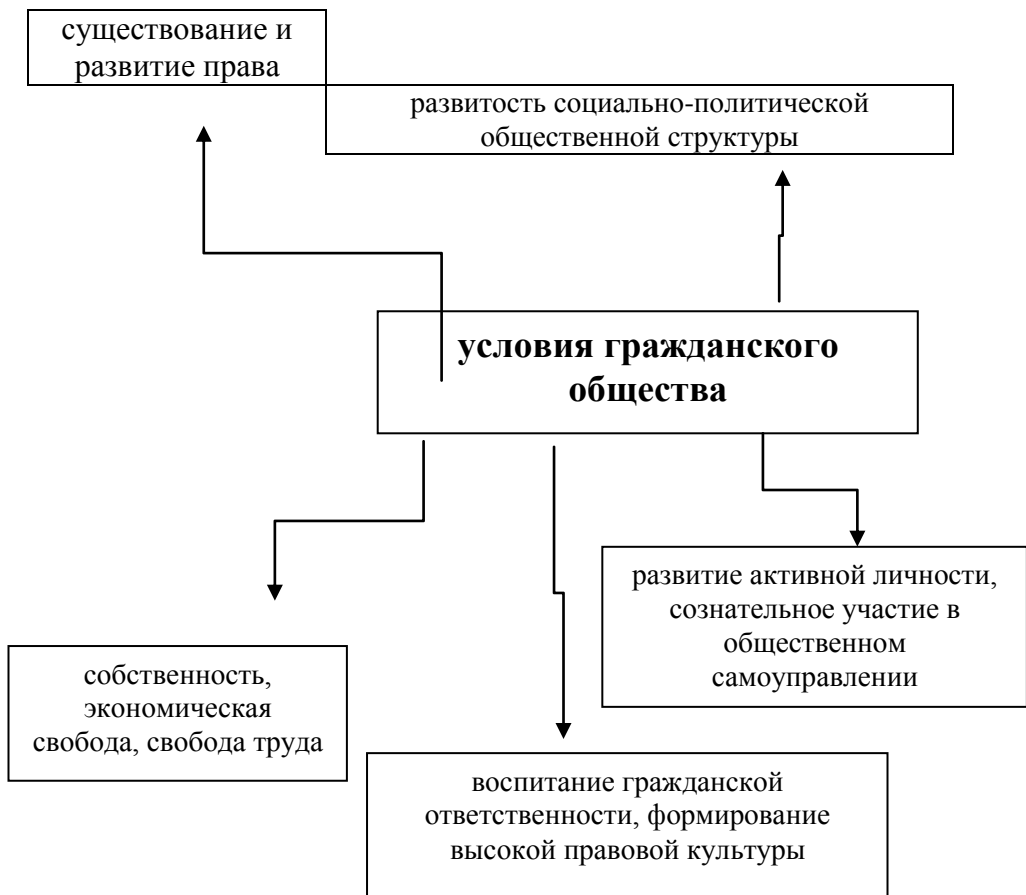 существование и
развитие права
развитость социально-политической
общественной структуры
условия гражданского
общества
развитие активной личности,
сознательное участие в
общественном
самоуправлении
собственность,
экономическая
свобода, свобода труда
воспитание гражданской
ответственности, формирование
высокой правовой культуры